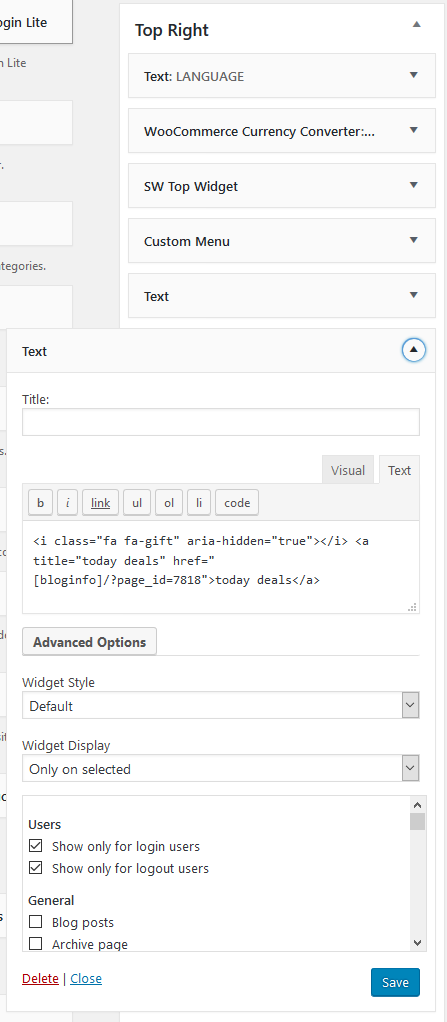 ogin Lite
n Lite
r.
ategories.
s.
Top Right
Text: LANGUAGE
WooCommerce Currency Converter:...
SW Top Widget
Custom Menu
Text
Text
Title:
Visual
Text
b
i
link
ul
ol
li
code
<i class="fa fa-gift" aria-hidden="true"></i> <a
title="today deals" href="
[bloginfo]/?page_id=7818">today deals</a>
Advanced Options
Widget Style
Default
Widget Display
Only on selected
Users
Show only for login users
Show only for logout users
General
Blog posts
Archive page
Delete | Close
Save